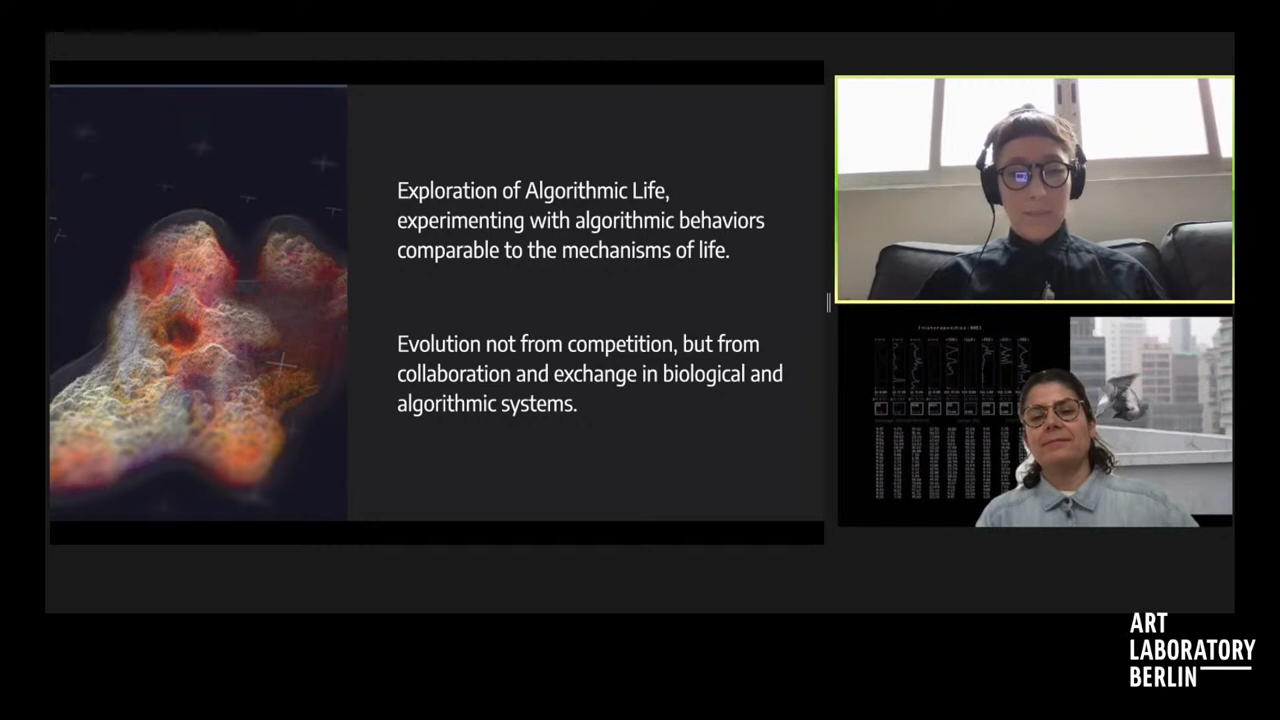 Exploration of Algorithmic Life,
experimenting with algorithmic behaviors
comparable to the mechanisms of life.
Evolution not from competition, but from
collaboration and exchange in biological and
algorithmic systems.
ART
LABORATORY
BERLIN